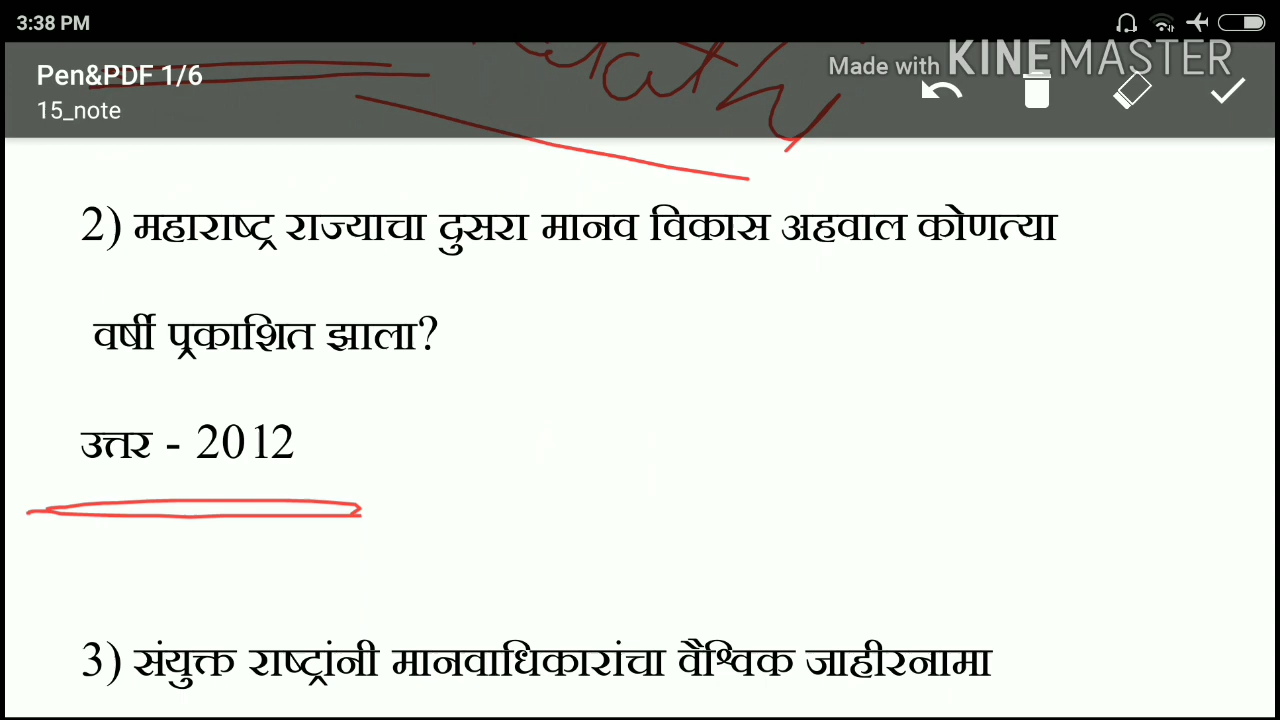 3:38 PM
Pen&PDF 1/6
15_note
Made with KINEMASTER
2) महाराष्ट्र राज्याचा दुसरा मानव विकास अहवाल कोणत्या
वर्षी प्रकाशित झाला?
उत्तर - 2012
3) संयुक्त राष्ट्रांनी मानवाधिकारांचा वैश्विक जाहीरनामा